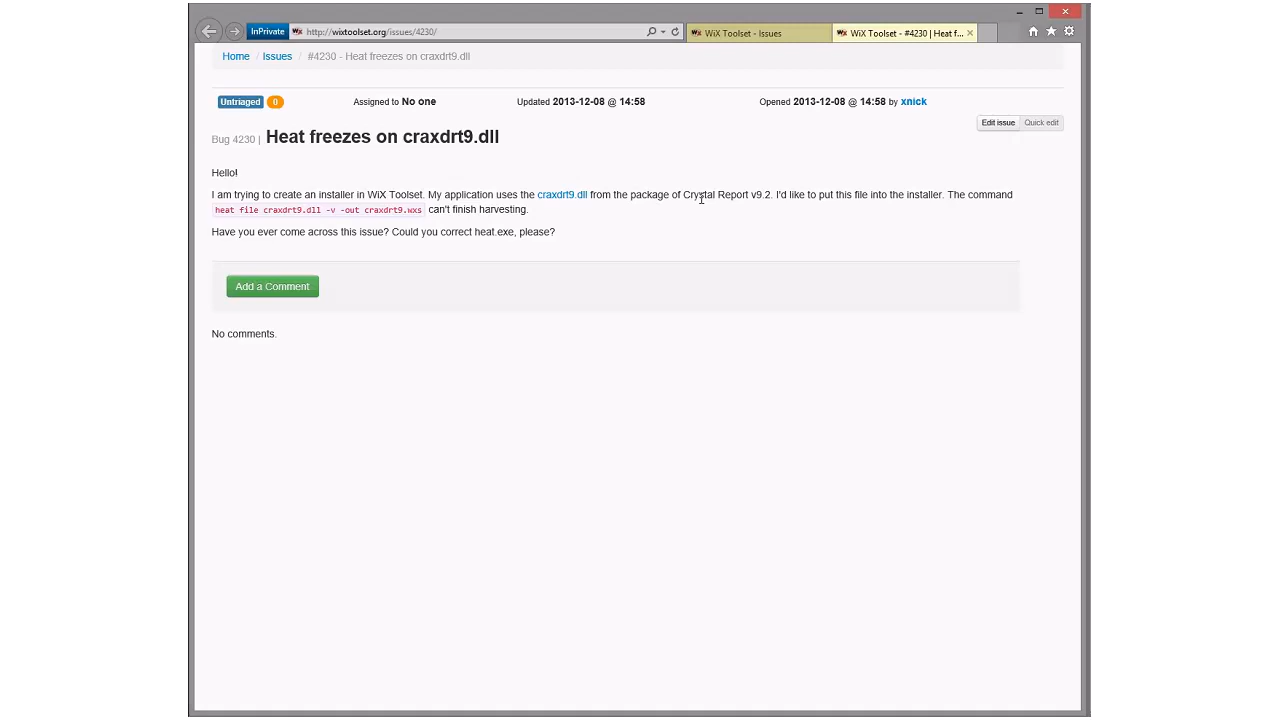 InPrivate http://wixtoolset.org/issues/4230/ WiX Toolset - Issues WiX Toolset - #4230 | Heat f...
Home / Issues / #4230 - Heat freezes on craxdrt9.dll
Untriaged 0 Assigned to No one Updated 2013-12-08 @ 14:58 Opened 2013-12-08 @ 14:58 by xnick
Edit issue Quick edit
Bug 4230 | Heat freezes on craxdrt9.dll
Hello!
I am trying to create an installer in WiX Toolset. My application uses the craxdrt9.dll from the package of Crystal Report v9.2. I'd like to put this file into the installer. The command
heat file craxdrt9.dll -v -out craxdrt9.wxs can't finish harvesting.
Have you ever come across this issue? Could you correct heat.exe, please?
Add a Comment
No comments.